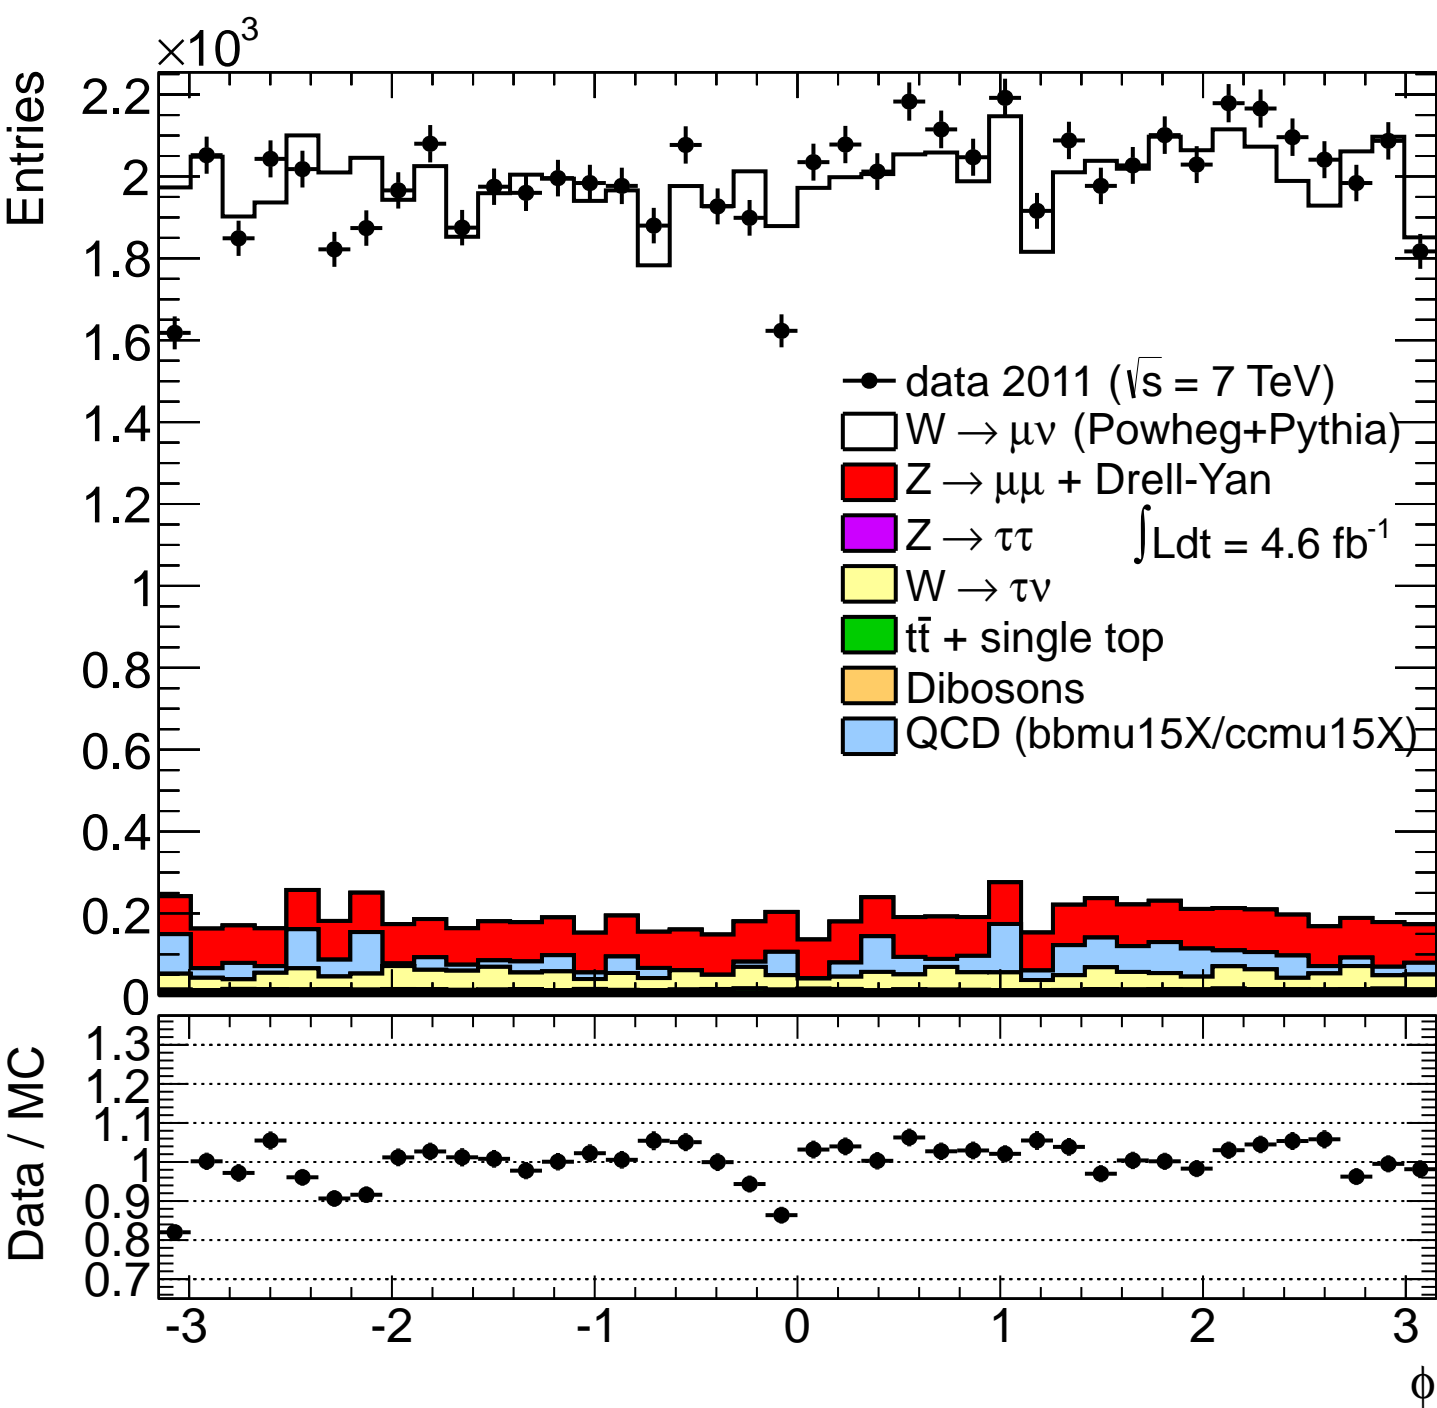 ×10³
Entries
2.2
2
1.8
1.6
1.4
1.2
1
0.8
0.6
0.4
0.2
0
data 2011 (√s = 7 TeV)
W → μν (Powheg+Pythia)
Z → μμ + Drell-Yan
Z → ττ
∫Ldt = 4.6 fb⁻¹
W → τν
tt̄ + single top
Dibosons
QCD (bbmu15X/ccmu15X)
Data / MC
1.3
1.2
1.1
1
0.9
0.8
0.7
-3 -2 -1 0 1 2 3
ϕ